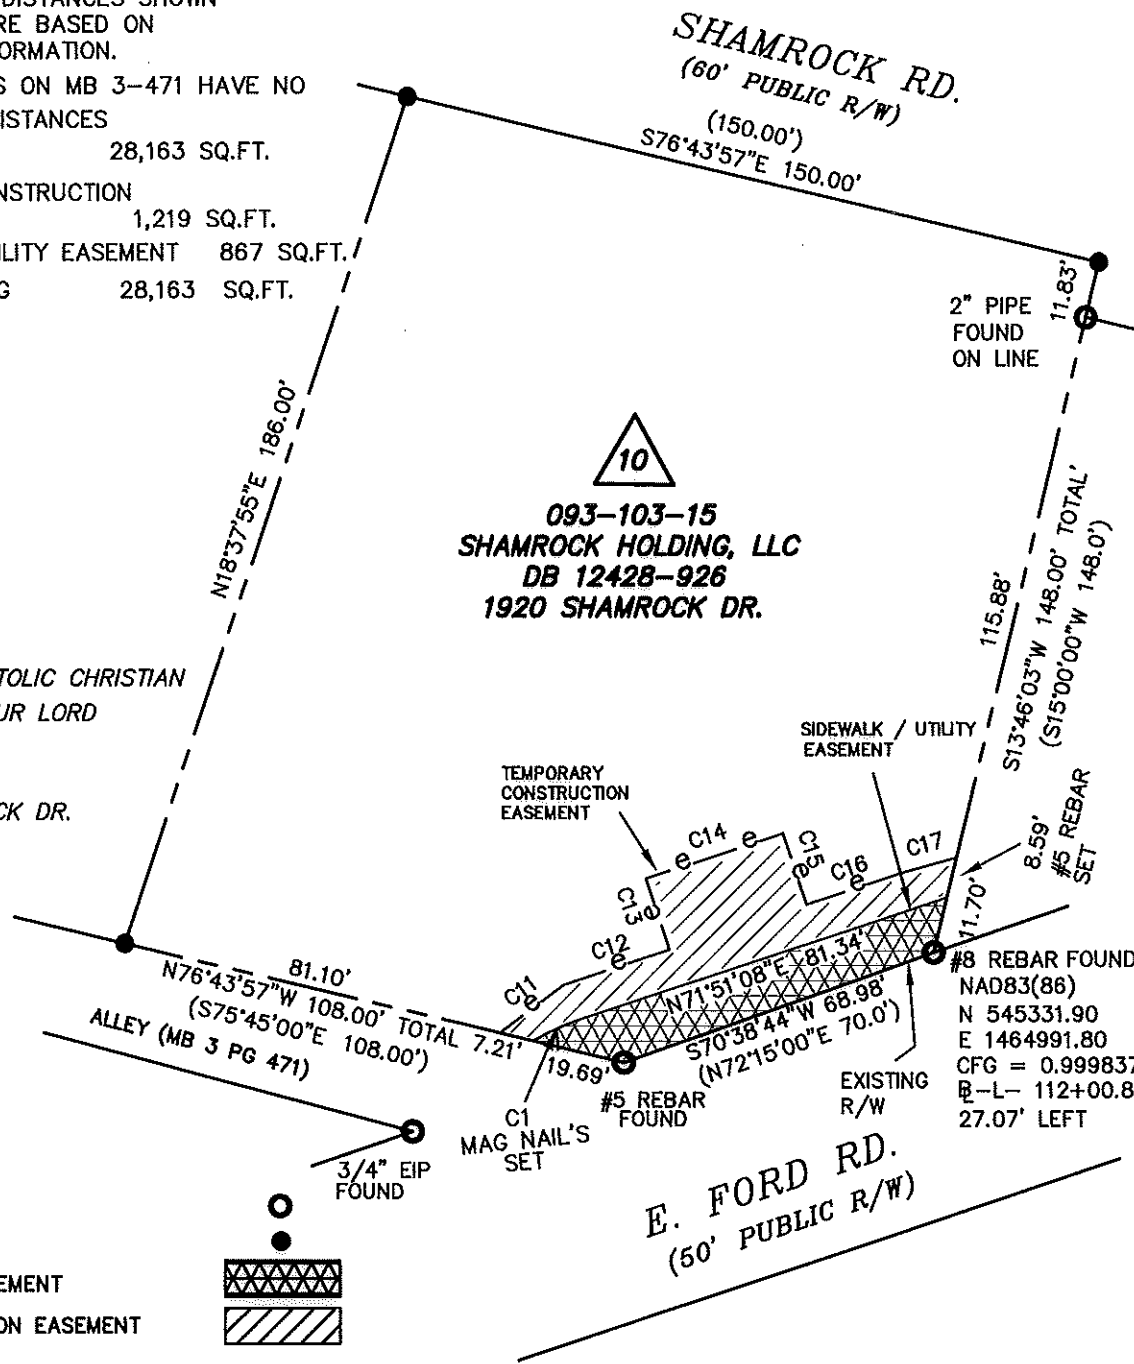 DISTANCES SHOWN
RE BASED ON
ORMATION.
S ON MB 3-471 HAVE NO
ISTANCES
28,163 SQ.FT.
NSTRUCTION
1,219 SQ.FT.
ILITY EASEMENT 867 SQ.FT.
G 28,163 SQ.FT.
SHAMROCK RD.
(60' PUBLIC R/W)
(150.00')
S76°43'57"E 150.00'
11.83'
2" PIPE
FOUND
ON LINE
N18°37'55"E 186.00'
10
093-103-15
SHAMROCK HOLDING, LLC
DB 12428-926
1920 SHAMROCK DR.
115.88'
S13°46'03"W 148.00' TOTAL'
(S15°00'00"W 148.0')
TOLIC CHRISTIAN
UR LORD
CK DR.
SIDEWALK / UTILITY
EASEMENT
TEMPORARY
CONSTRUCTION
EASEMENT
C14
C15
C17
C16
C13
C12
C11
e
e
e
e
e
e
e
8.59'
#5 REBAR
SET
11.70'
N71°51'08"E 81.34'
S70°38'44"W 68.98'
(N72°15'00"E 70.0')
81.10'
N76°43'57"W 108.00' TOTAL 7.21'
(S75°45'00"E 108.00')
19.69'
ALLEY (MB 3 PG 471)
#8 REBAR FOUND
NAD83(86)
N 545331.90
E 1464991.80
CFG = 0.999837
-L- 112+00.8
27.07' LEFT
EXISTING
R/W
#5 REBAR
FOUND
C1
MAG NAIL'S
SET
3/4" EIP
FOUND
E. FORD RD.
(50' PUBLIC R/W)
EMENT
ON EASEMENT